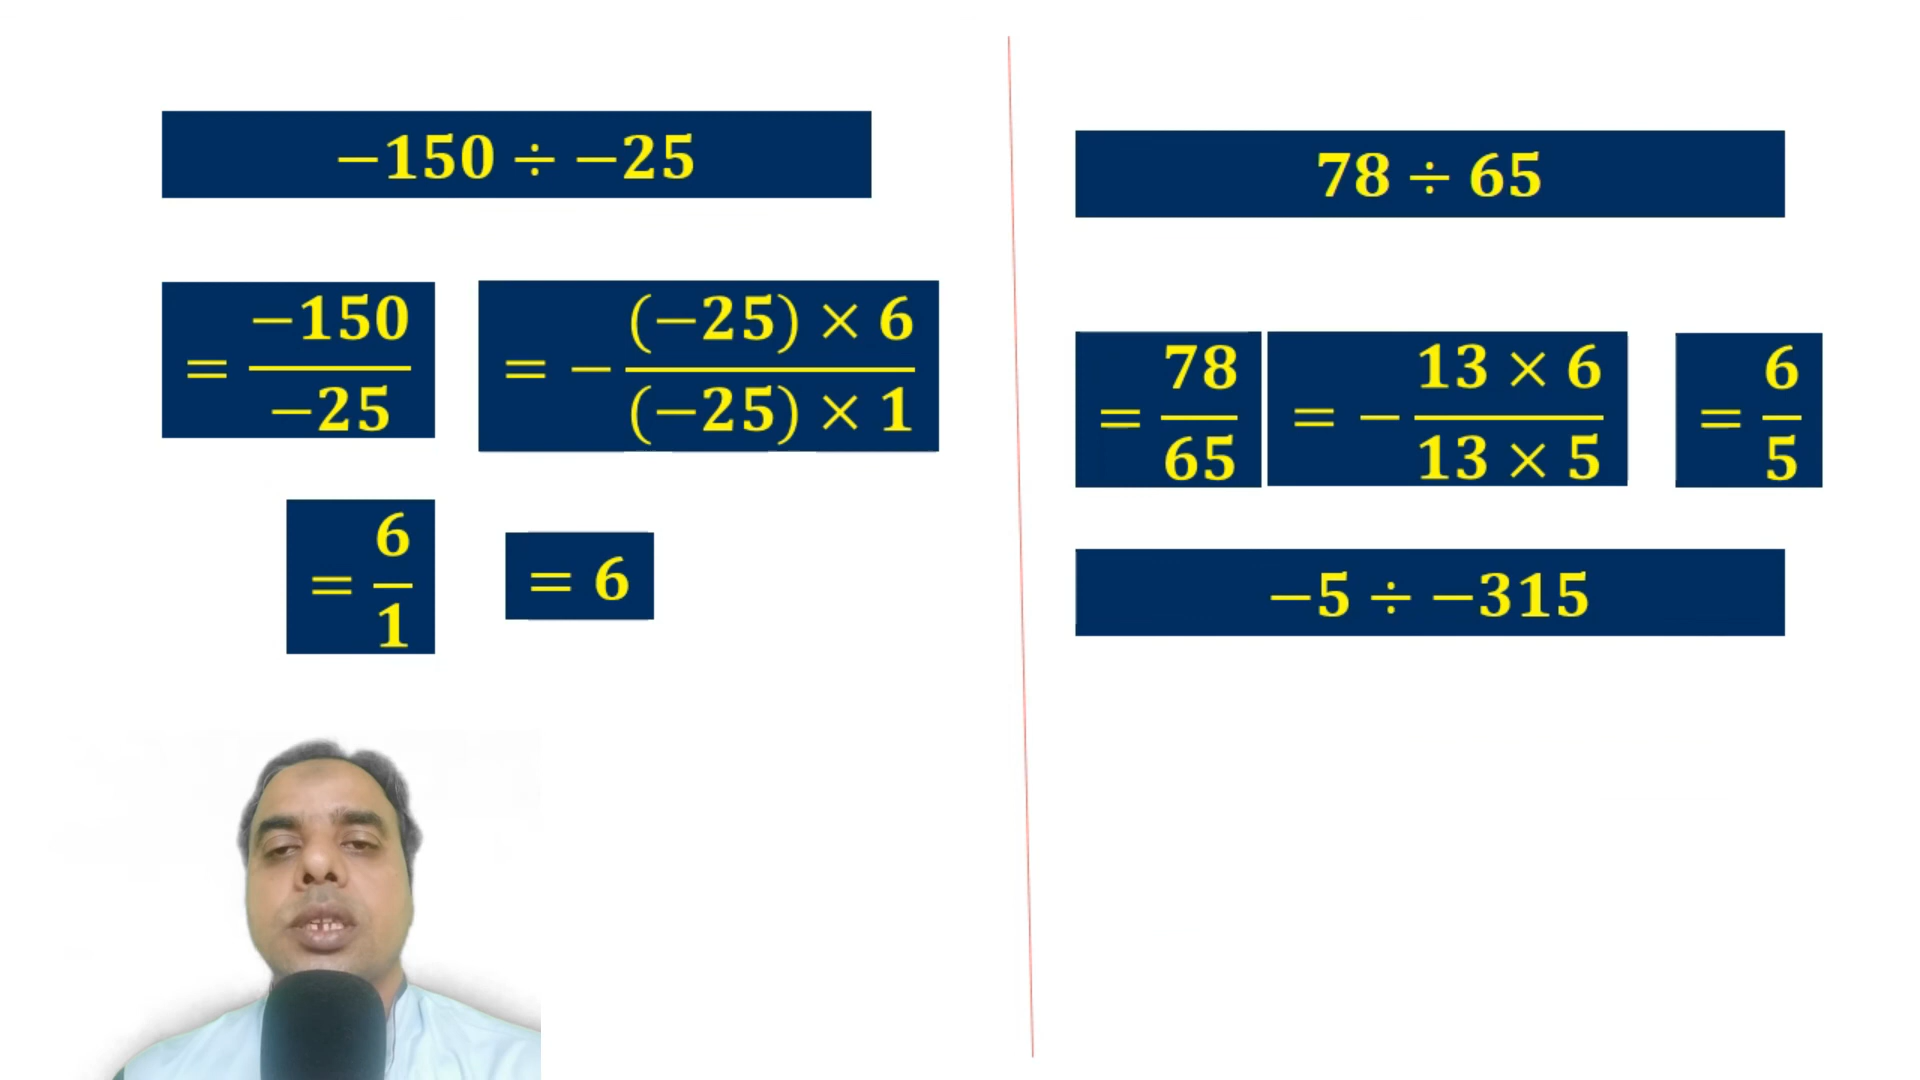 −150 ÷ −25
= −150/−25 = − (−25) × 6/(−25) × 1
= 6/1 = 6
78 ÷ 65
= 78/65 = − 13 × 6/13 × 5 = 6/5
−5 ÷ −315